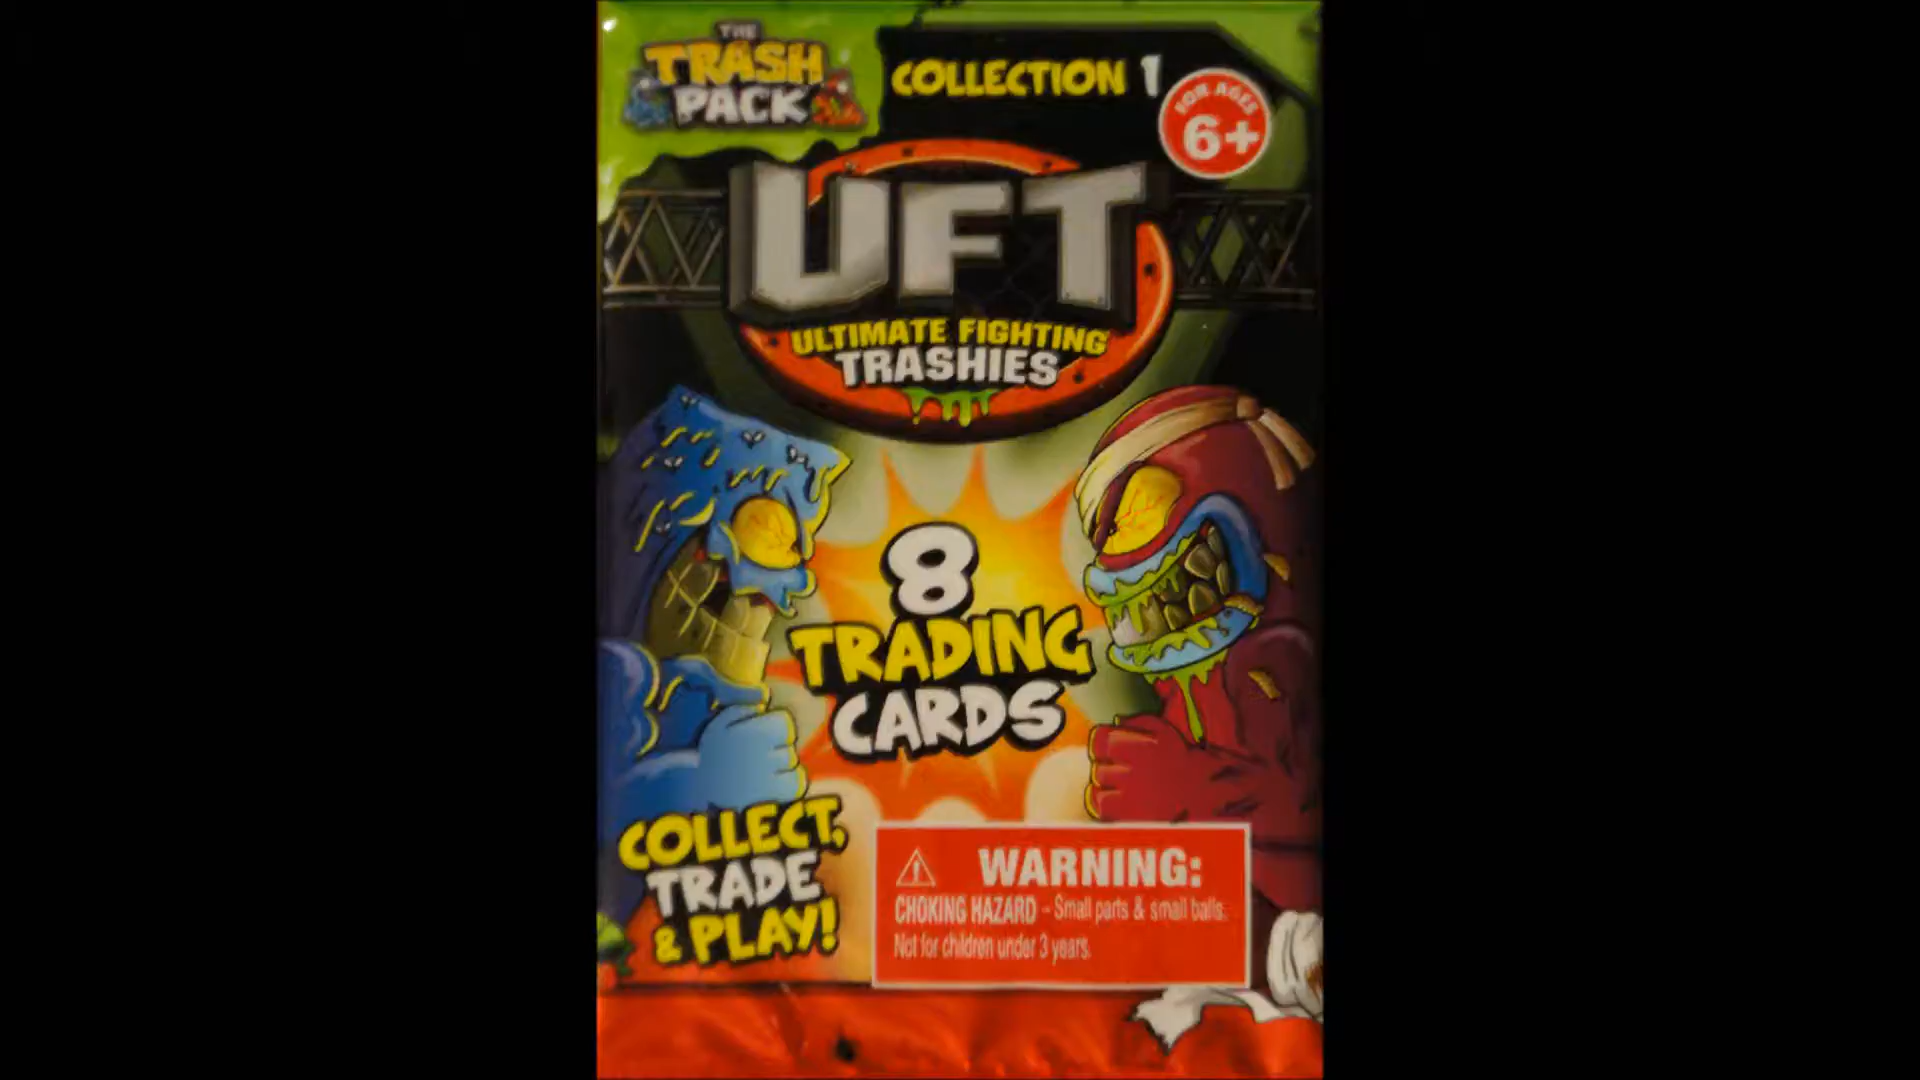 THE
TRASH
PACK
COLLECTION 1
FOR AGES
6+
UFT
ULTIMATE FIGHTING
TRASHIES
8
TRADING
CARDS
COLLECT,
TRADE
& PLAY!
WARNING:
CHOKING HAZARD - Small parts & small balls.
Not for children under 3 years.